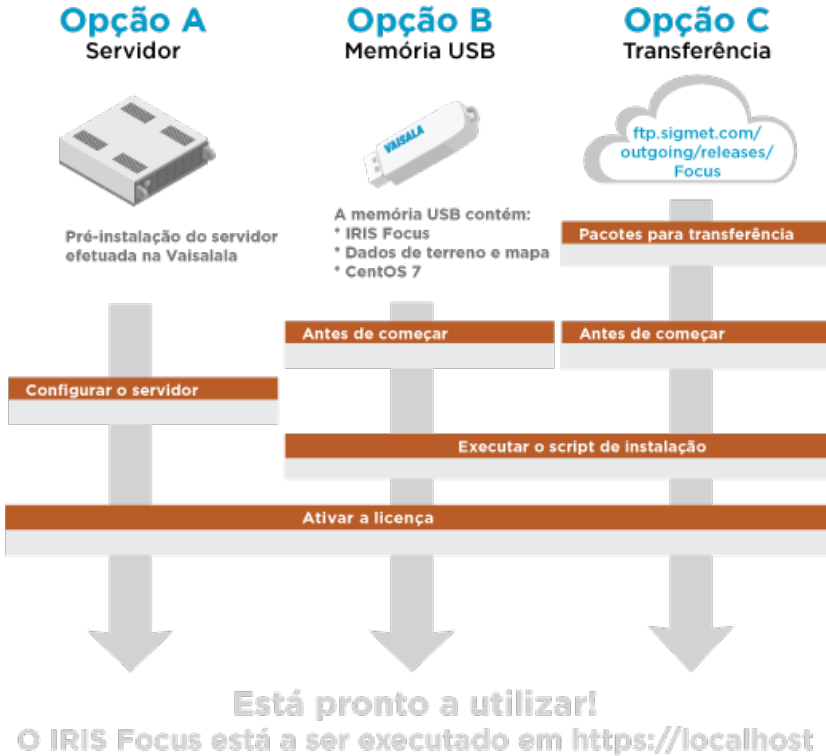 Opção A
Servidor
Opção B
Memória USB
Opção C
Transferência
VAISALA
ftp.sigmet.com/
outgoing/releases/
Focus
Pré-instalação do servidor
efetuada na Vaisalala
A memória USB contém:
* IRIS Focus
* Dados de terreno e mapa
* CentOS 7
Pacotes para transferência
Antes de começar
Antes de começar
Configurar o servidor
Executar o script de instalação
Ativar a licença
Está pronto a utilizar!
O IRIS Focus está a ser executado em https://localhost